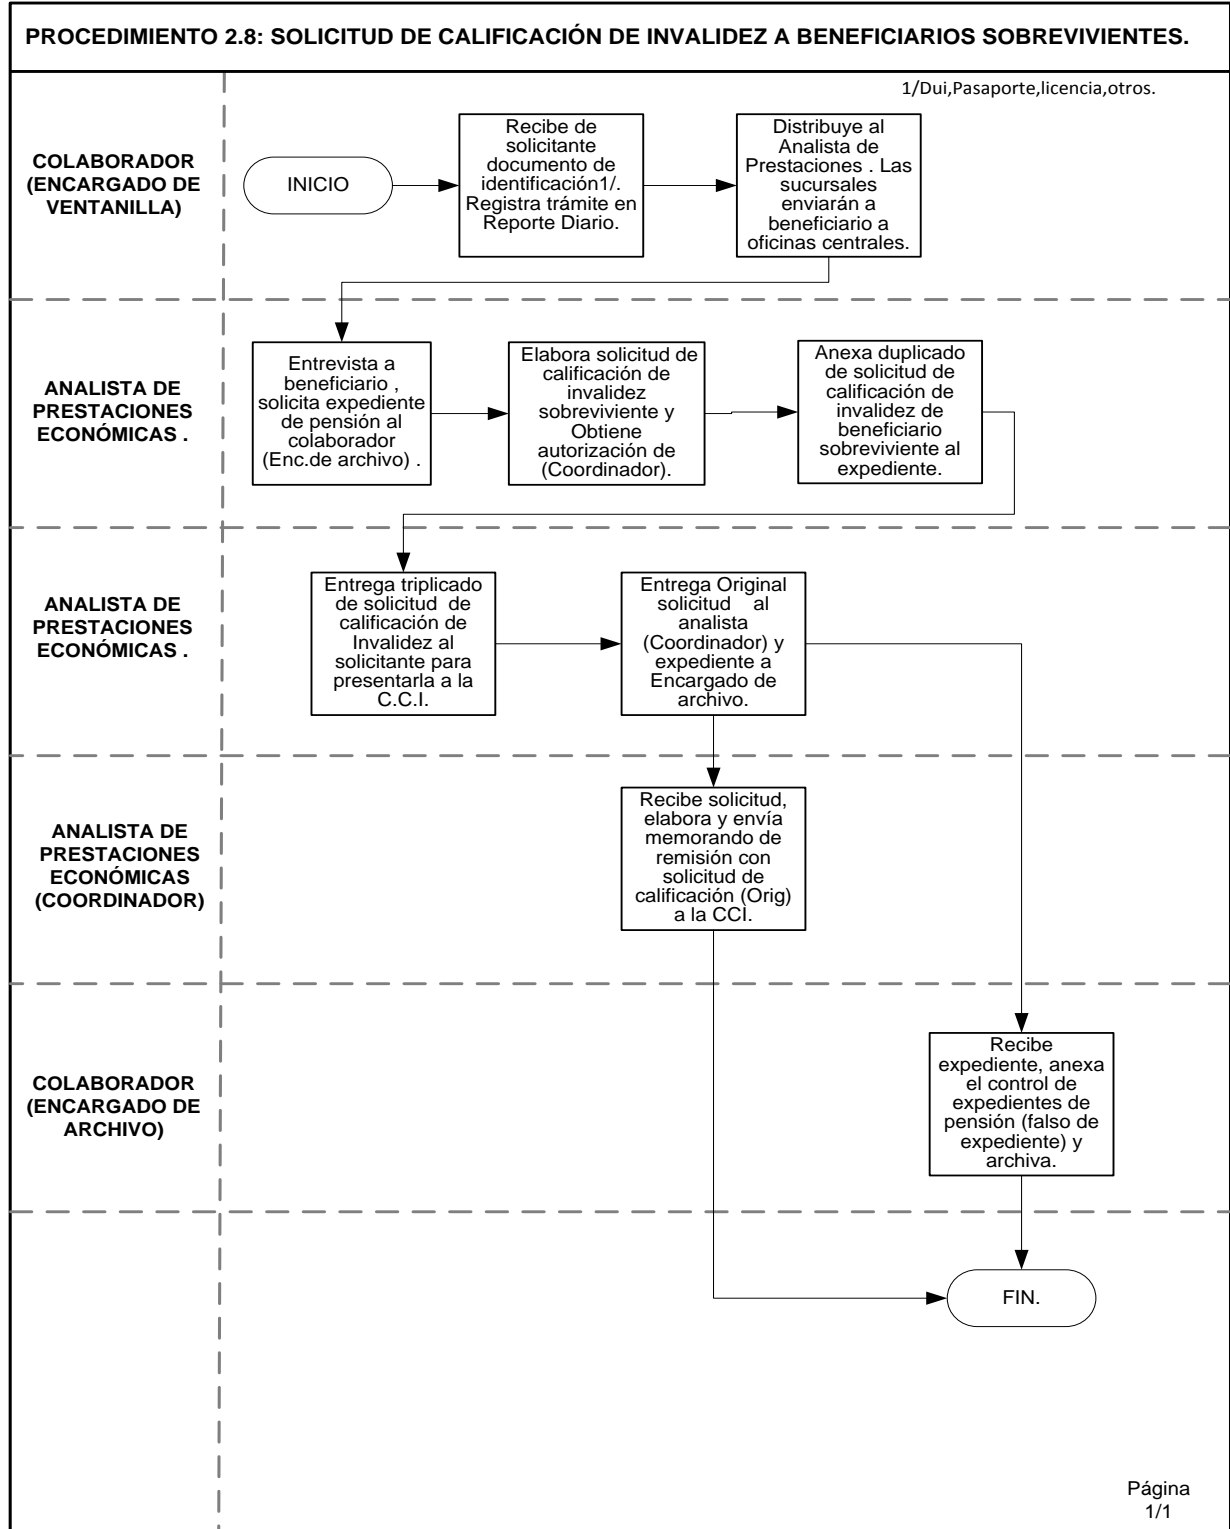 PROCEDIMIENTO 2.8: SOLICITUD DE CALIFICACIÓN DE INVALIDEZ A BENEFICIARIOS SOBREVIVIENTES.
1/Dui,Pasaporte,licencia,otros.
COLABORADOR
(ENCARGADO DE
VENTANILLA)
INICIO
Recibe de
solicitante
documento de
identificación1/.
Registra trámite en
Reporte Diario.
Distribuye al
Analista de
Prestaciones . Las
sucursales
enviarán a
beneficiario a
oficinas centrales.
ANALISTA DE
PRESTACIONES
ECONÓMICAS .
Entrevista a
beneficiario ,
solicita expediente
de pensión al
colaborador
(Enc.de archivo) .
Elabora solicitud de
calificación de
invalidez
sobreviviente y
Obtiene
autorización de
(Coordinador).
Anexa duplicado
de solicitud de
calificación de
invalidez de
beneficiario
sobreviviente al
expediente.
ANALISTA DE
PRESTACIONES
ECONÓMICAS .
Entrega triplicado
de solicitud de
calificación de
Invalidez al
solicitante para
presentarla a la
C.C.I.
Entrega Original
solicitud al
analista
(Coordinador) y
expediente a
Encargado de
archivo.
ANALISTA DE
PRESTACIONES
ECONÓMICAS
(COORDINADOR)
Recibe solicitud,
elabora y envía
memorando de
remisión con
solicitud de
calificación (Orig)
a la CCI.
COLABORADOR
(ENCARGADO DE
ARCHIVO)
Recibe
expediente, anexa
el control de
expedientes de
pensión (falso de
expediente) y
archiva.
FIN.
Página
1/1